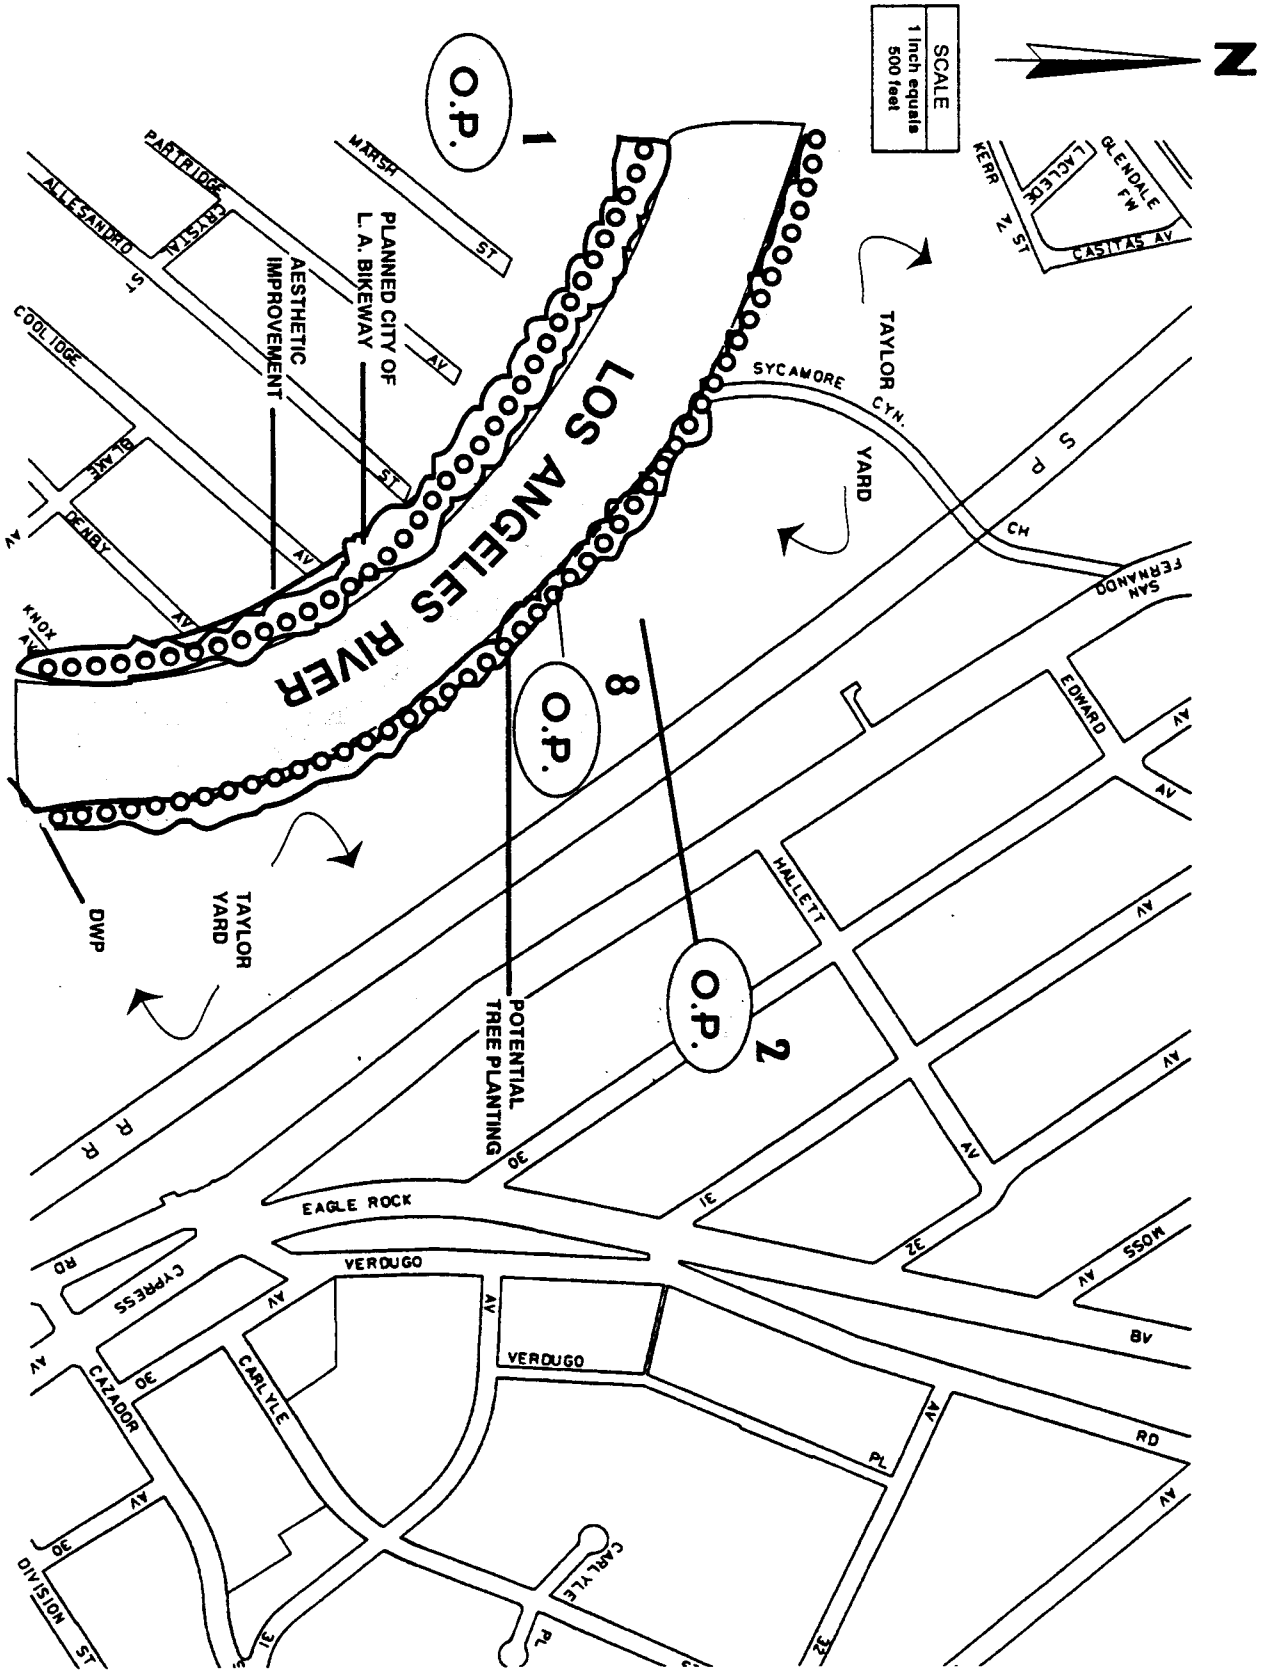 N
SCALE
1 inch equals
500 feet
GLENDALE
FW
LACLEDE
KERR
AV ST
CASITAS AV
1
O.P.
MARSH
ST
PARTRIDGE
AV
CRYSTAL
ALLESANDRO
ST
ST
COOLIDGE
AV
BLAKE
AV
DENBY
AV
KNOX
AV
PLANNED CITY OF
L. A. BIKEWAY
AESTHETIC
IMPROVEMENT
LOS ANGELES RIVER
TAYLOR
YARD
SYCAMORE
CYN.
CH
S P
R R
SAN
FERNANDO
RD
8
O.P.
2
O.P.
POTENTIAL
TREE PLANTING
TAYLOR
YARD
DWP
EDWARD
AV
AV
HALLETT
AV
AV
AV
30
31
32
MOSS
AV
EAGLE ROCK
BV
VERDUGO
RD
CYPRESS
AV
AV
30
CAZADOR
CARLYLE
AV
VERDUGO
PL
AV
32
AV
AV
30
DIVISION
ST
31
CARLYLE
PL